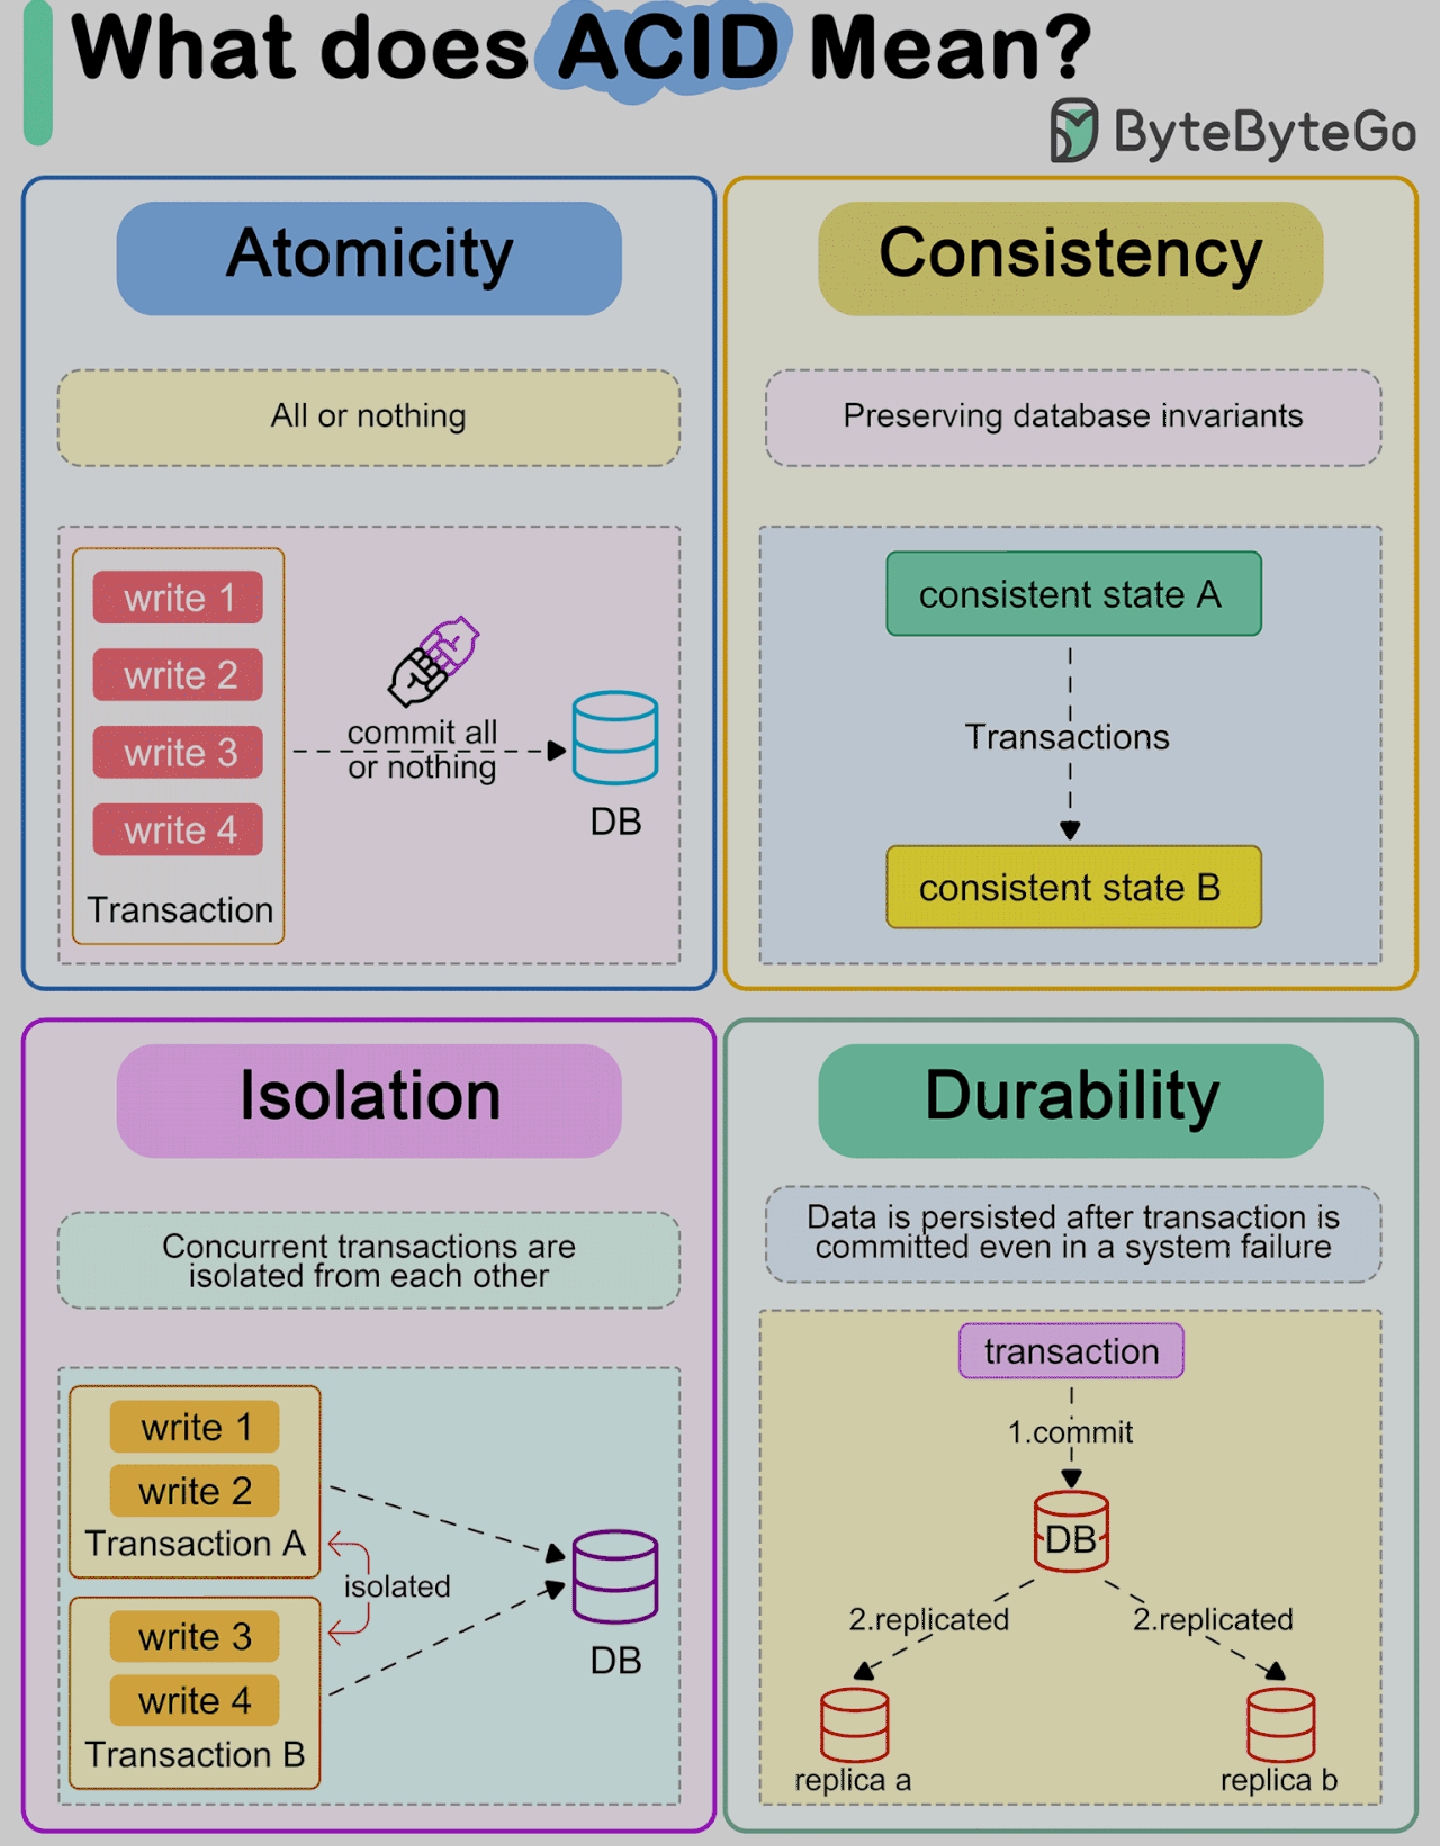 What does ACID Mean?
ByteByteGo
Atomicity
All or nothing
write 1
write 2
write 3
write 4
Transaction
commit all
or nothing
DB
Consistency
Preserving database invariants
consistent state A
Transactions
consistent state B
Isolation
Concurrent transactions are
isolated from each other
write 1
write 2
Transaction A
isolated
write 3
write 4
Transaction B
DB
Durability
Data is persisted after transaction is
committed even in a system failure
transaction
1.commit
DB
2.replicated
2.replicated
replica a
replica b